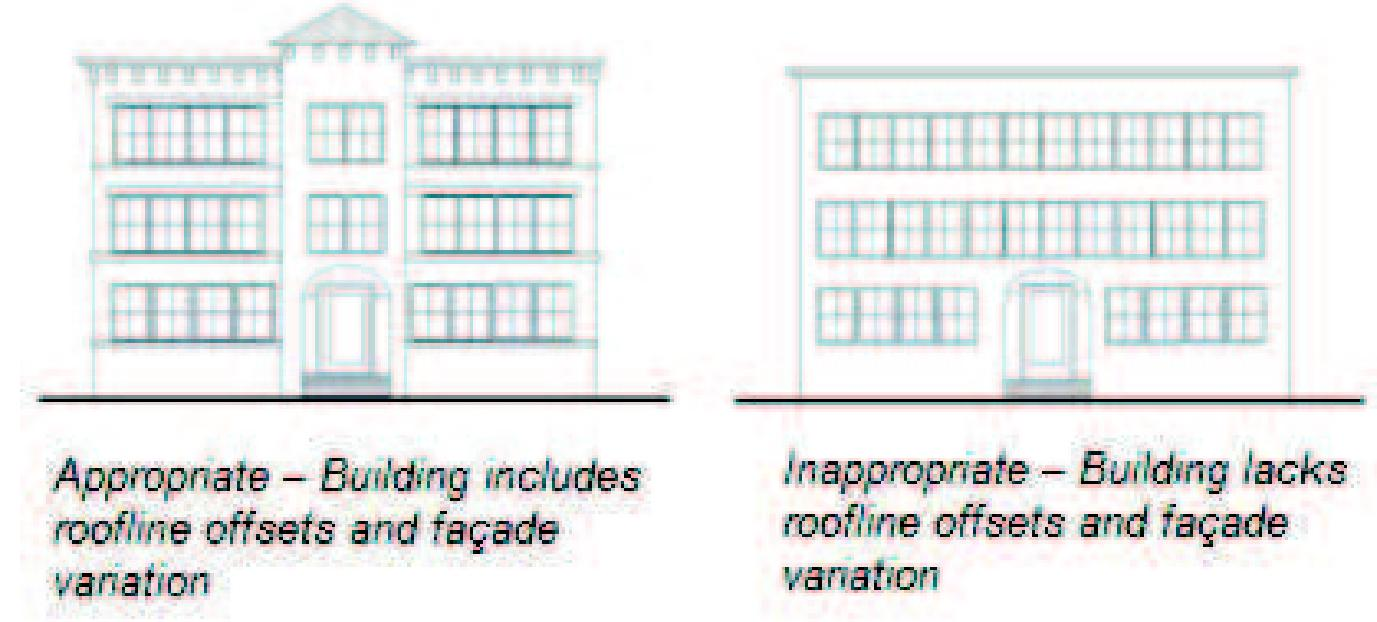 Appropriate – Building includes
roofline offsets and façade
variation
Inappropriate – Building lacks
roofline offsets and façade
variation